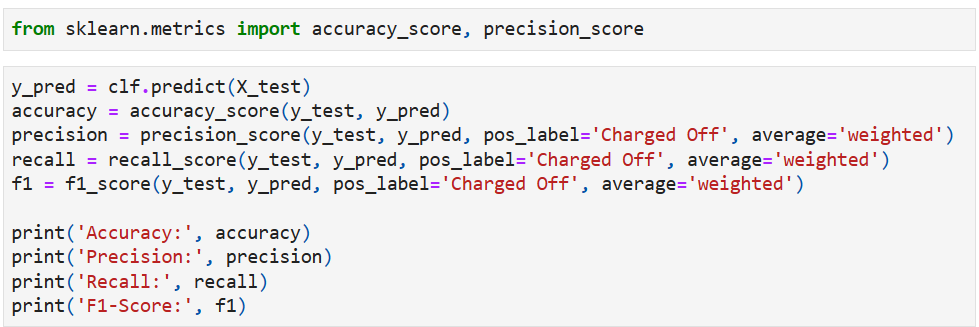 from sklearn.metrics import accuracy_score, precision_score
y_pred = clf.predict(X_test)
accuracy = accuracy_score(y_test, y_pred)
precision = precision_score(y_test, y_pred, pos_label='Charged Off', average='weighted')
recall = recall_score(y_test, y_pred, pos_label='Charged Off', average='weighted')
f1 = f1_score(y_test, y_pred, pos_label='Charged Off', average='weighted')
print('Accuracy:', accuracy)
print('Precision:', precision)
print('Recall:', recall)
print('F1-Score:', f1)